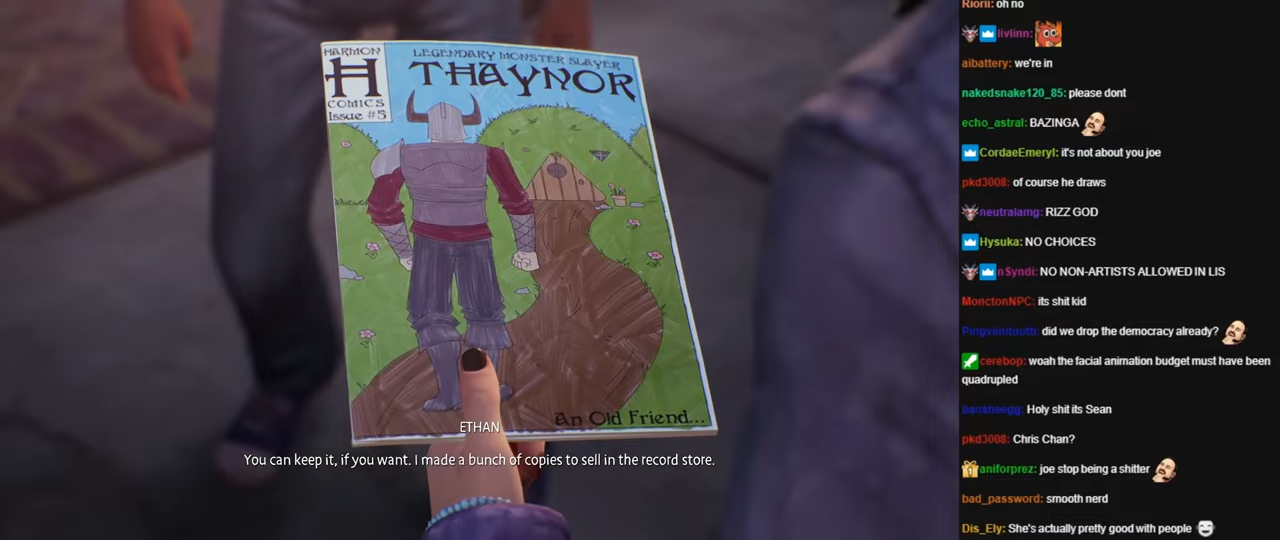 HARMON
H
COMICS
Issue #5
LEGENDARY MONSTER SLAYER
THAYNOR
An Old Friend...
ETHAN
You can keep it, if you want. I made a bunch of copies to sell in the record store.
Riorii: oh no
livlinn:
aibattery: we're in
nakedsnake120_85: please dont
echo_astral: BAZINGA
CordaeEmeryl: it's not about you joe
pkd3008: of course he draws
neutralamg: RIZZ GOD
Hysuka: NO CHOICES
nSyndi: NO NON-ARTISTS ALLOWED IN LIS
MonctonNPC: its shit kid
did we drop the democracy already?
cerebop: woah the facial animation budget must have been
quadrupled
Holy shit its Sean
pkd3008: Chris Chan?
aniforprez: joe stop being a shitter
bad_password: smooth nerd
Dis_Ely: She's actually pretty good with people